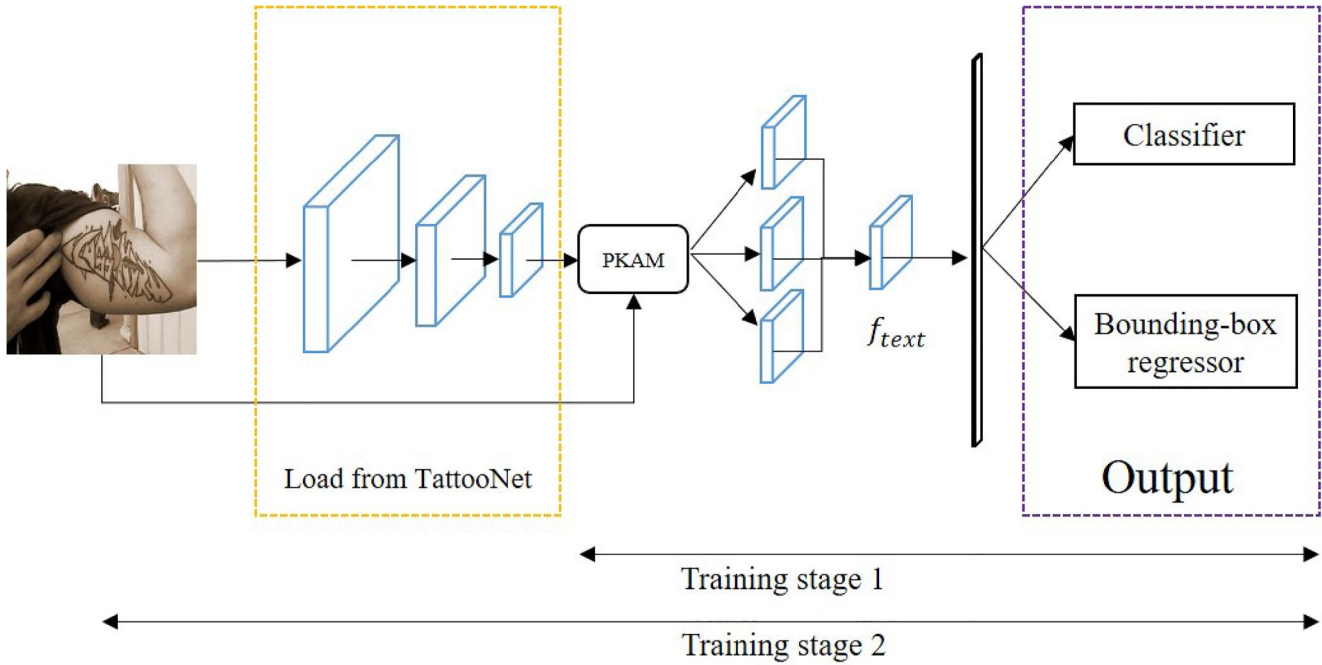 Classifier
PKAM
Bounding-box
regressor
f_text
Load from TattooNet
Output
Training stage 1
Training stage 2